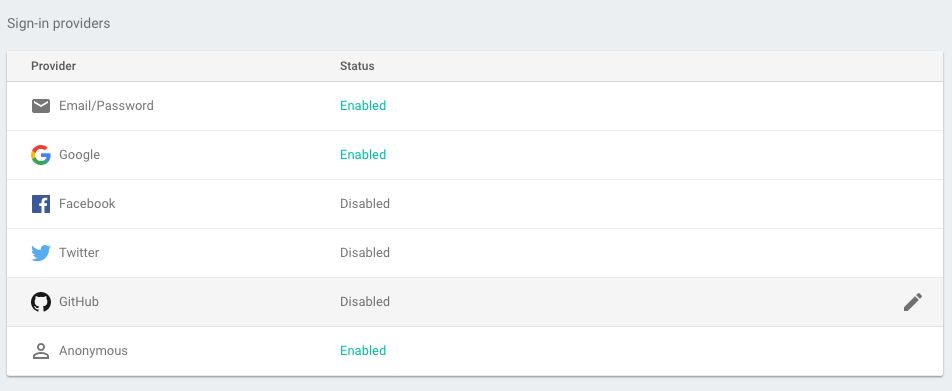 Sign-in providers
Provider Status
Email/Password Enabled
Google Enabled
Facebook Disabled
Twitter Disabled
GitHub Disabled
Anonymous Enabled